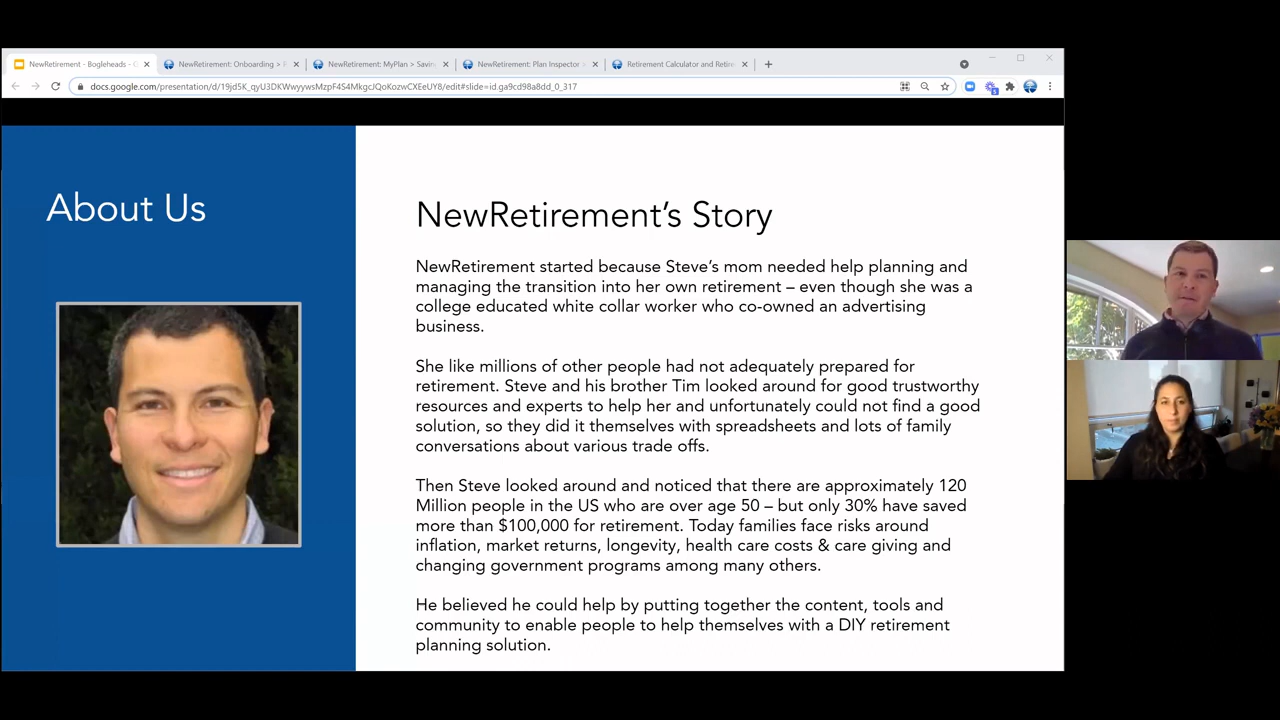 NewRetirement - Bogleheads - G
NewRetirement: Onboarding > P
NewRetirement: MyPlan > Savin
NewRetirement: Plan Inspector >
Retirement Calculator and Retire
docs.google.com/presentation/d/19jd5K_qyU3DKWwyywsMzpF4S4MkgcJQoKozwCXEeUY8/edit#slide=id.ga9cd98a8dd_0_317
About Us
NewRetirement’s Story
NewRetirement started because Steve’s mom needed help planning and
managing the transition into her own retirement – even though she was a
college educated white collar worker who co-owned an advertising
business.
She like millions of other people had not adequately prepared for
retirement. Steve and his brother Tim looked around for good trustworthy
resources and experts to help her and unfortunately could not find a good
solution, so they did it themselves with spreadsheets and lots of family
conversations about various trade offs.
Then Steve looked around and noticed that there are approximately 120
Million people in the US who are over age 50 – but only 30% have saved
more than $100,000 for retirement. Today families face risks around
inflation, market returns, longevity, health care costs & care giving and
changing government programs among many others.
He believed he could help by putting together the content, tools and
community to enable people to help themselves with a DIY retirement
planning solution.